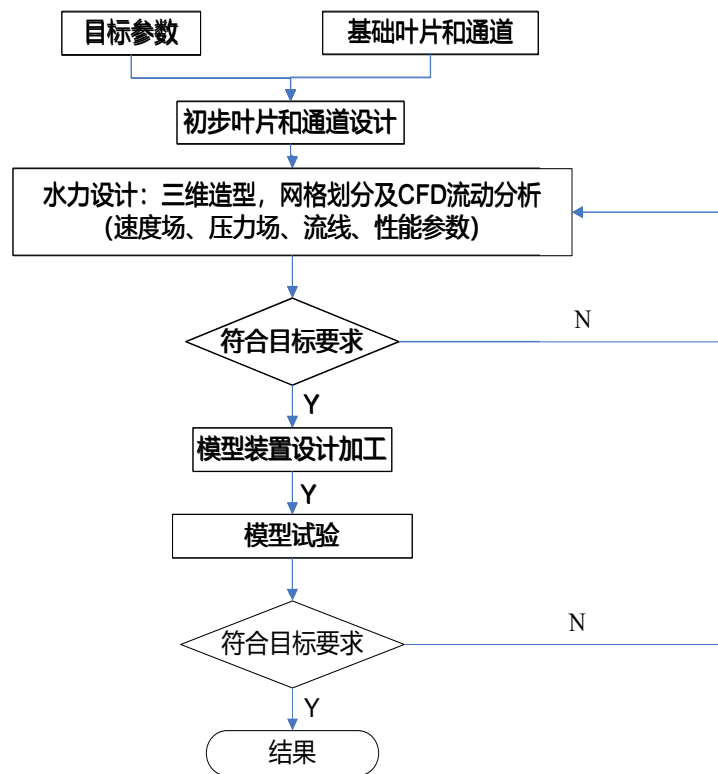 目标参数
基础叶片和通道
初步叶片和通道设计
水力设计：三维造型，网格划分及CFD流动分析
（速度场、压力场、流线、性能参数）
符合目标要求
N
Y
模型装置设计加工
Y
模型试验
符合目标要求
N
Y
结果